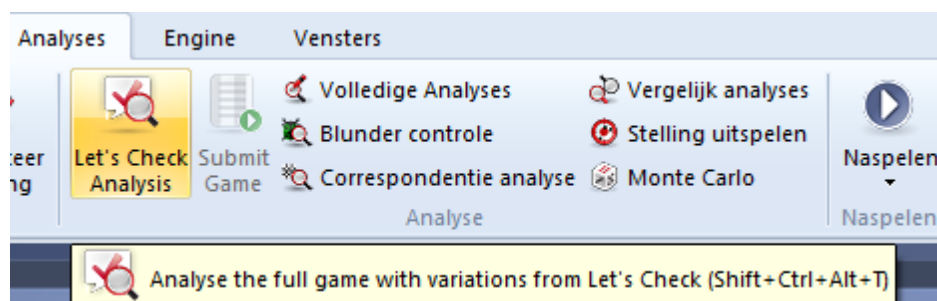 Analyses Engine Vensters
Volledige Analyses Vergelijk analyses
Blunder controle Stelling uitspelen
Let's Check Submit Naspelen
Analysis Game Correspondentie analyse Monte Carlo
Analyse Naspelen
Analyse the full game with variations from Let's Check (Shift+Ctrl+Alt+T)